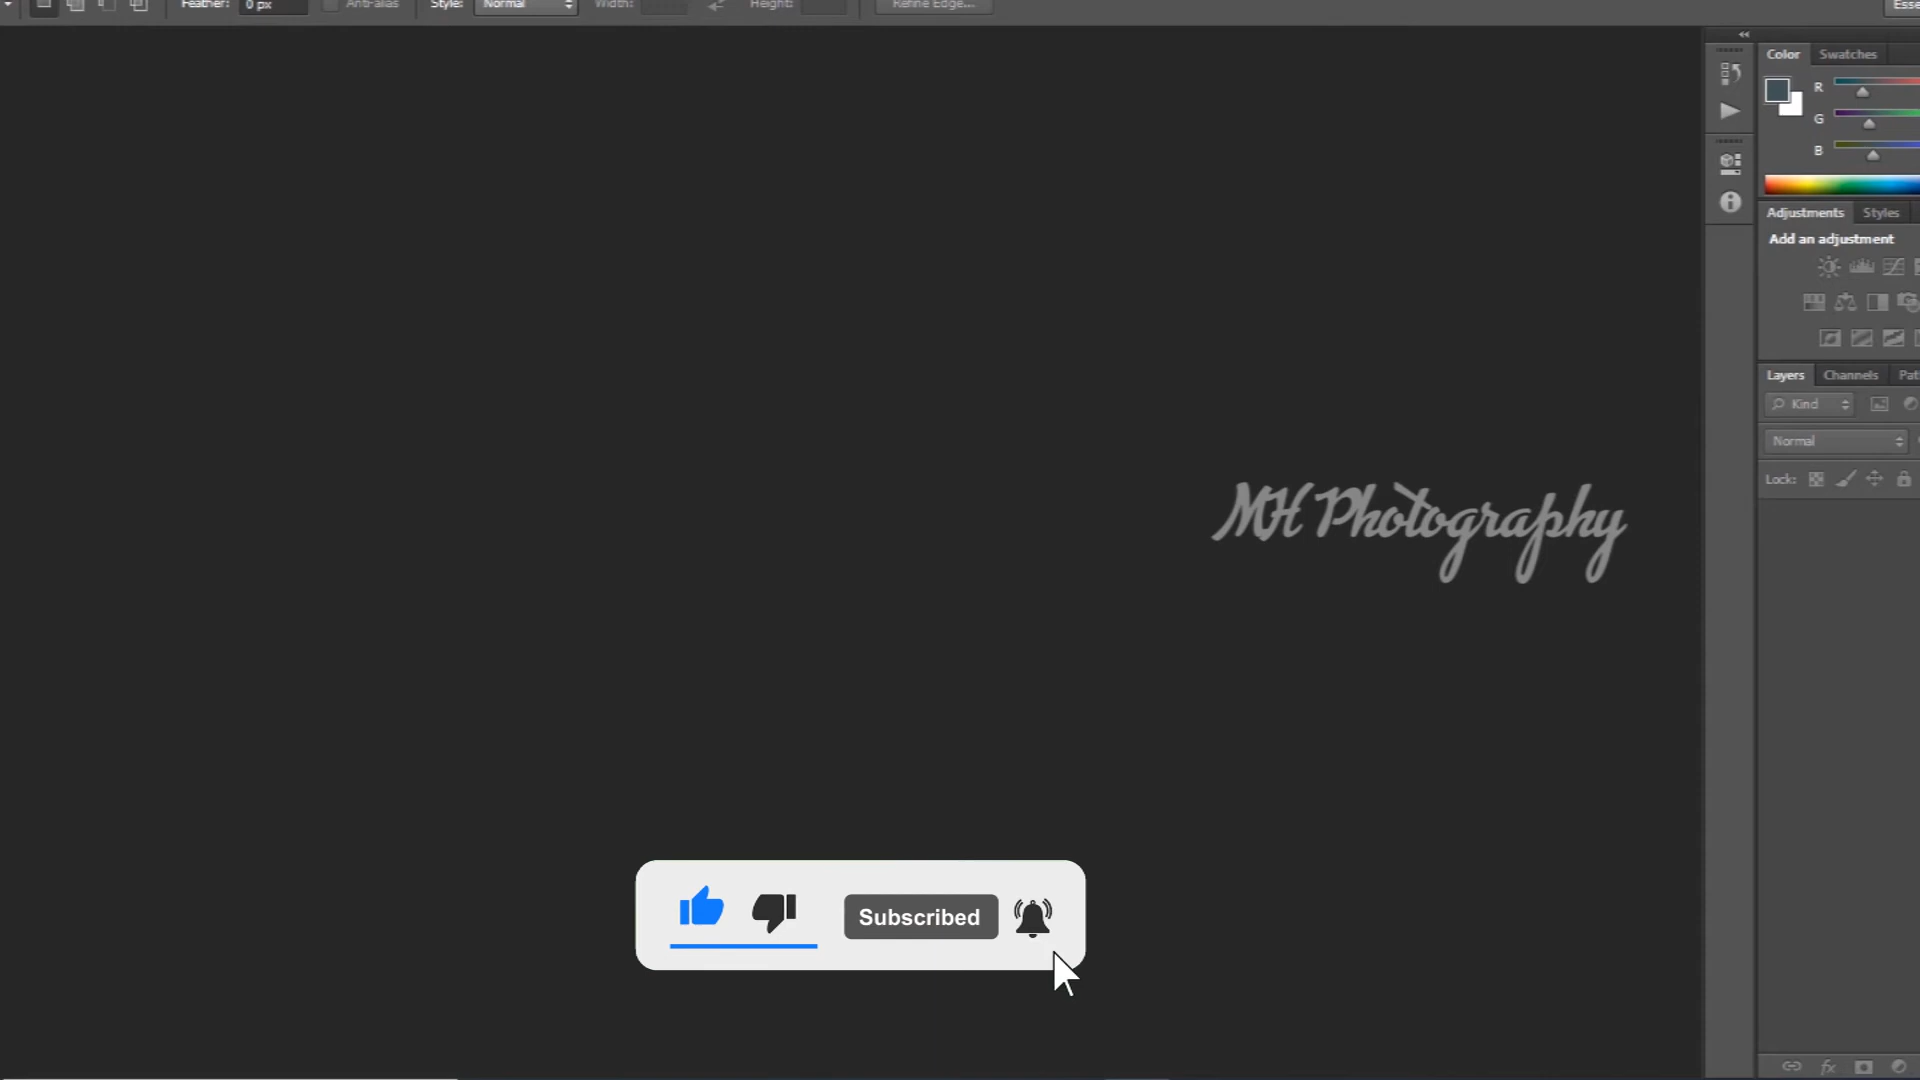 Feather: 0 px Anti-alias Style: Normal Width: Height: Refine Edge...
Color Swatches
R
G
B
Adjustments Styles
Add an adjustment
Layers Channels
Kind
Normal
Lock:
MH Photography
Subscribed
fx